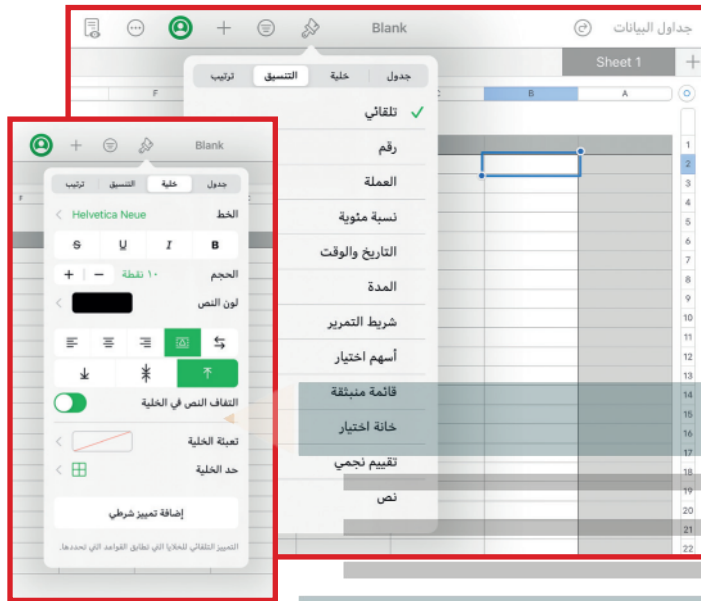 جداول البيانات
Blank
Sheet 1
F
B
A
جدول
خلية
التنسيق
ترتيب
تلقائي
رقم
العملة
نسبة مئوية
التاريخ والوقت
المدة
شريط التمرير
أسهم اختيار
قائمة منبثقة
خانة اختيار
تقييم نجمي
نص
1
2
3
4
5
6
7
8
9
10
11
12
13
14
15
16
17
18
19
20
21
22
Blank
جدول
خلية
التنسيق
ترتيب
الخط
Helvetica Neue
B
I
U
S
الحجم
١٠ نقطة
لون النص
التفاف النص في الخلية
تعبئة الخلية
حد الخلية
إضافة تمييز شرطي
التمييز التلقائي للخلايا التي تطابق القواعد التي تحددها.